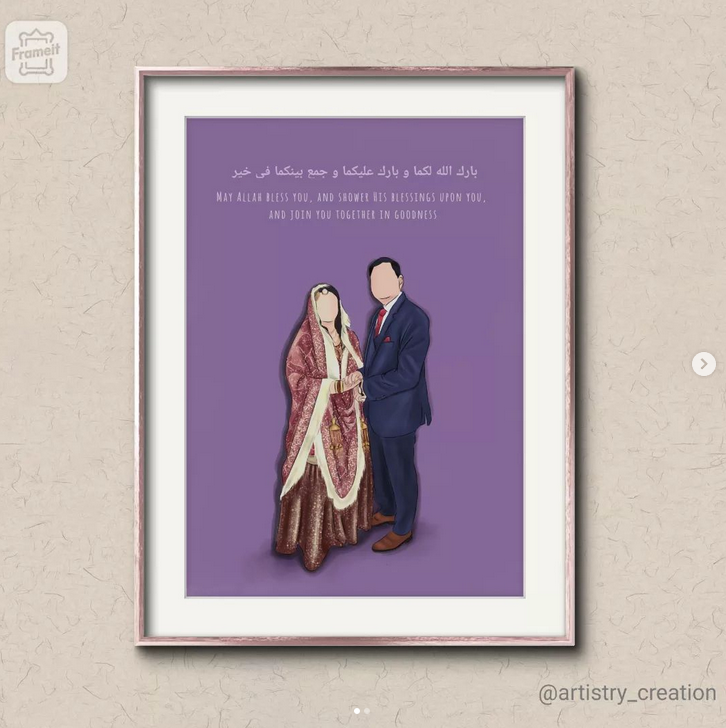 FrameIt
بارك الله لكما و بارك عليكما و جمع بينكما في خير
May Allah bless you, and shower His blessings upon you,
and join you together in goodness
@artistry_creation